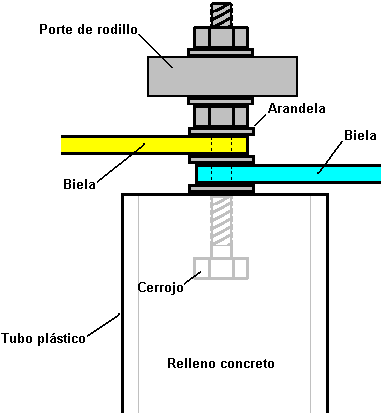 Porte de rodillo
Arandela
Biela
Biela
Cerrojo
Tubo plástico
Relleno concreto